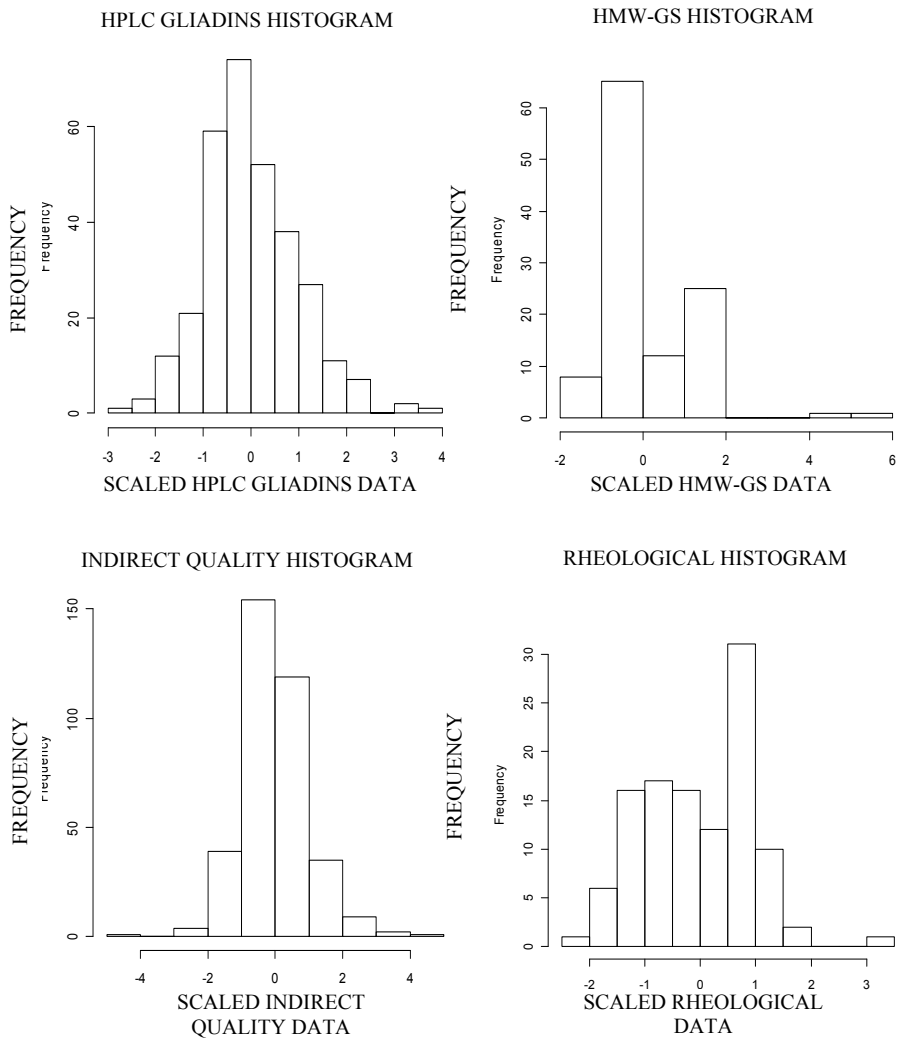 HPLC GLIADINS HISTOGRAM
FREQUENCY
Frequency
0 20 40 60
-3 -2 -1 0 1 2 3 4
SCALED HPLC GLIADINS DATA
HMW-GS HISTOGRAM
FREQUENCY
Frequency
0 10 20 30 40 50 60
-2 0 2 4 6
SCALED HMW-GS DATA
INDIRECT QUALITY HISTOGRAM
FREQUENCY
Frequency
0 50 100 150
-4 -2 0 2 4
SCALED INDIRECT
QUALITY DATA
RHEOLOGICAL HISTOGRAM
FREQUENCY
Frequency
0 5 10 15 20 25 30
-2 -1 0 1 2 3
SCALED RHEOLOGICAL
DATA